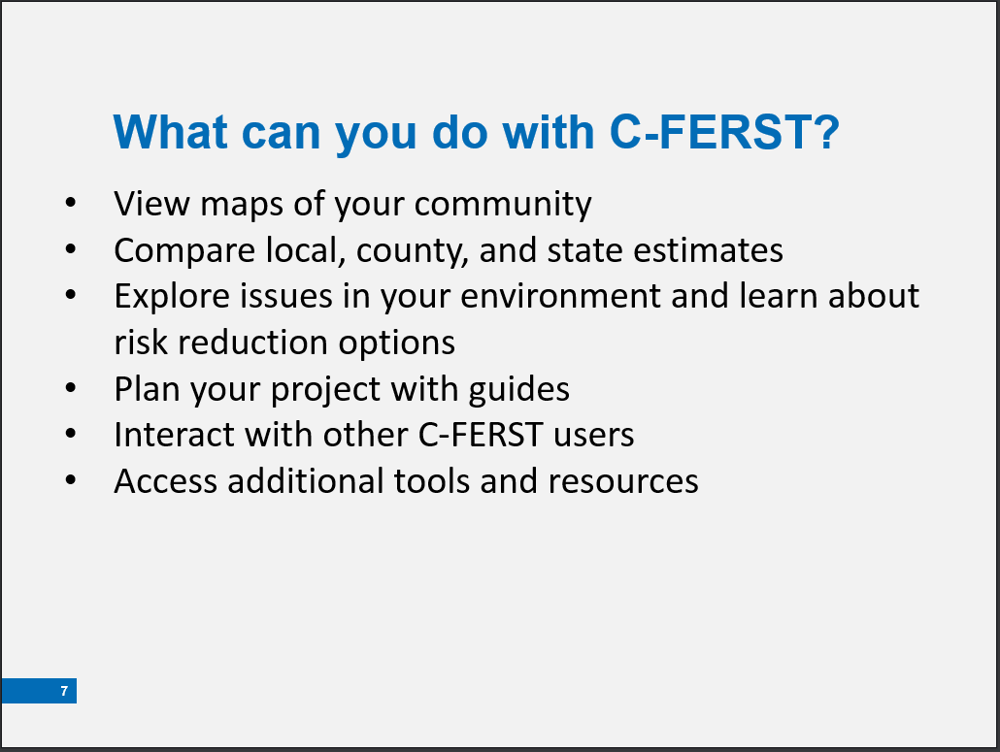 What can you do with C-FERST?
• View maps of your community
• Compare local, county, and state estimates
• Explore issues in your environment and learn about
risk reduction options
• Plan your project with guides
• Interact with other C-FERST users
• Access additional tools and resources
7